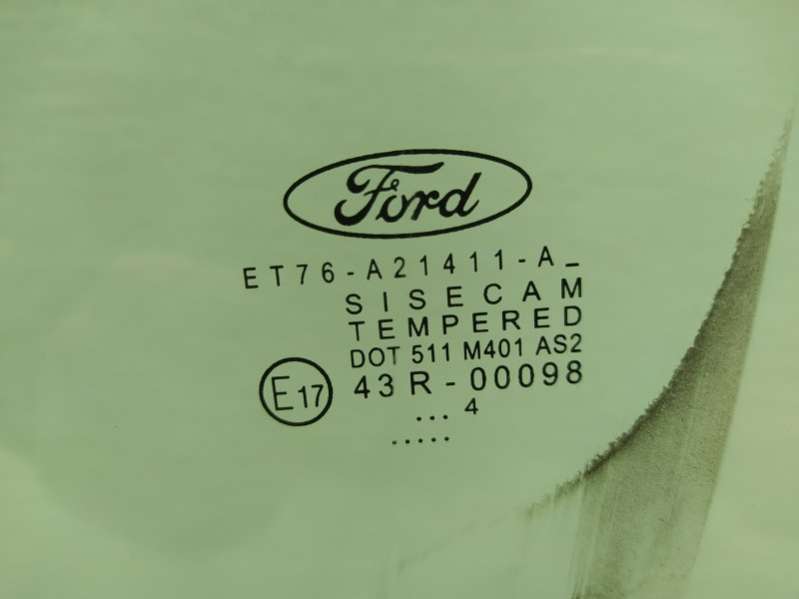 Ford
ET76-A21411-A_
SISECAM
TEMPERED
DOT 511 M401 AS2
E17 43R-00098
... 4
.....